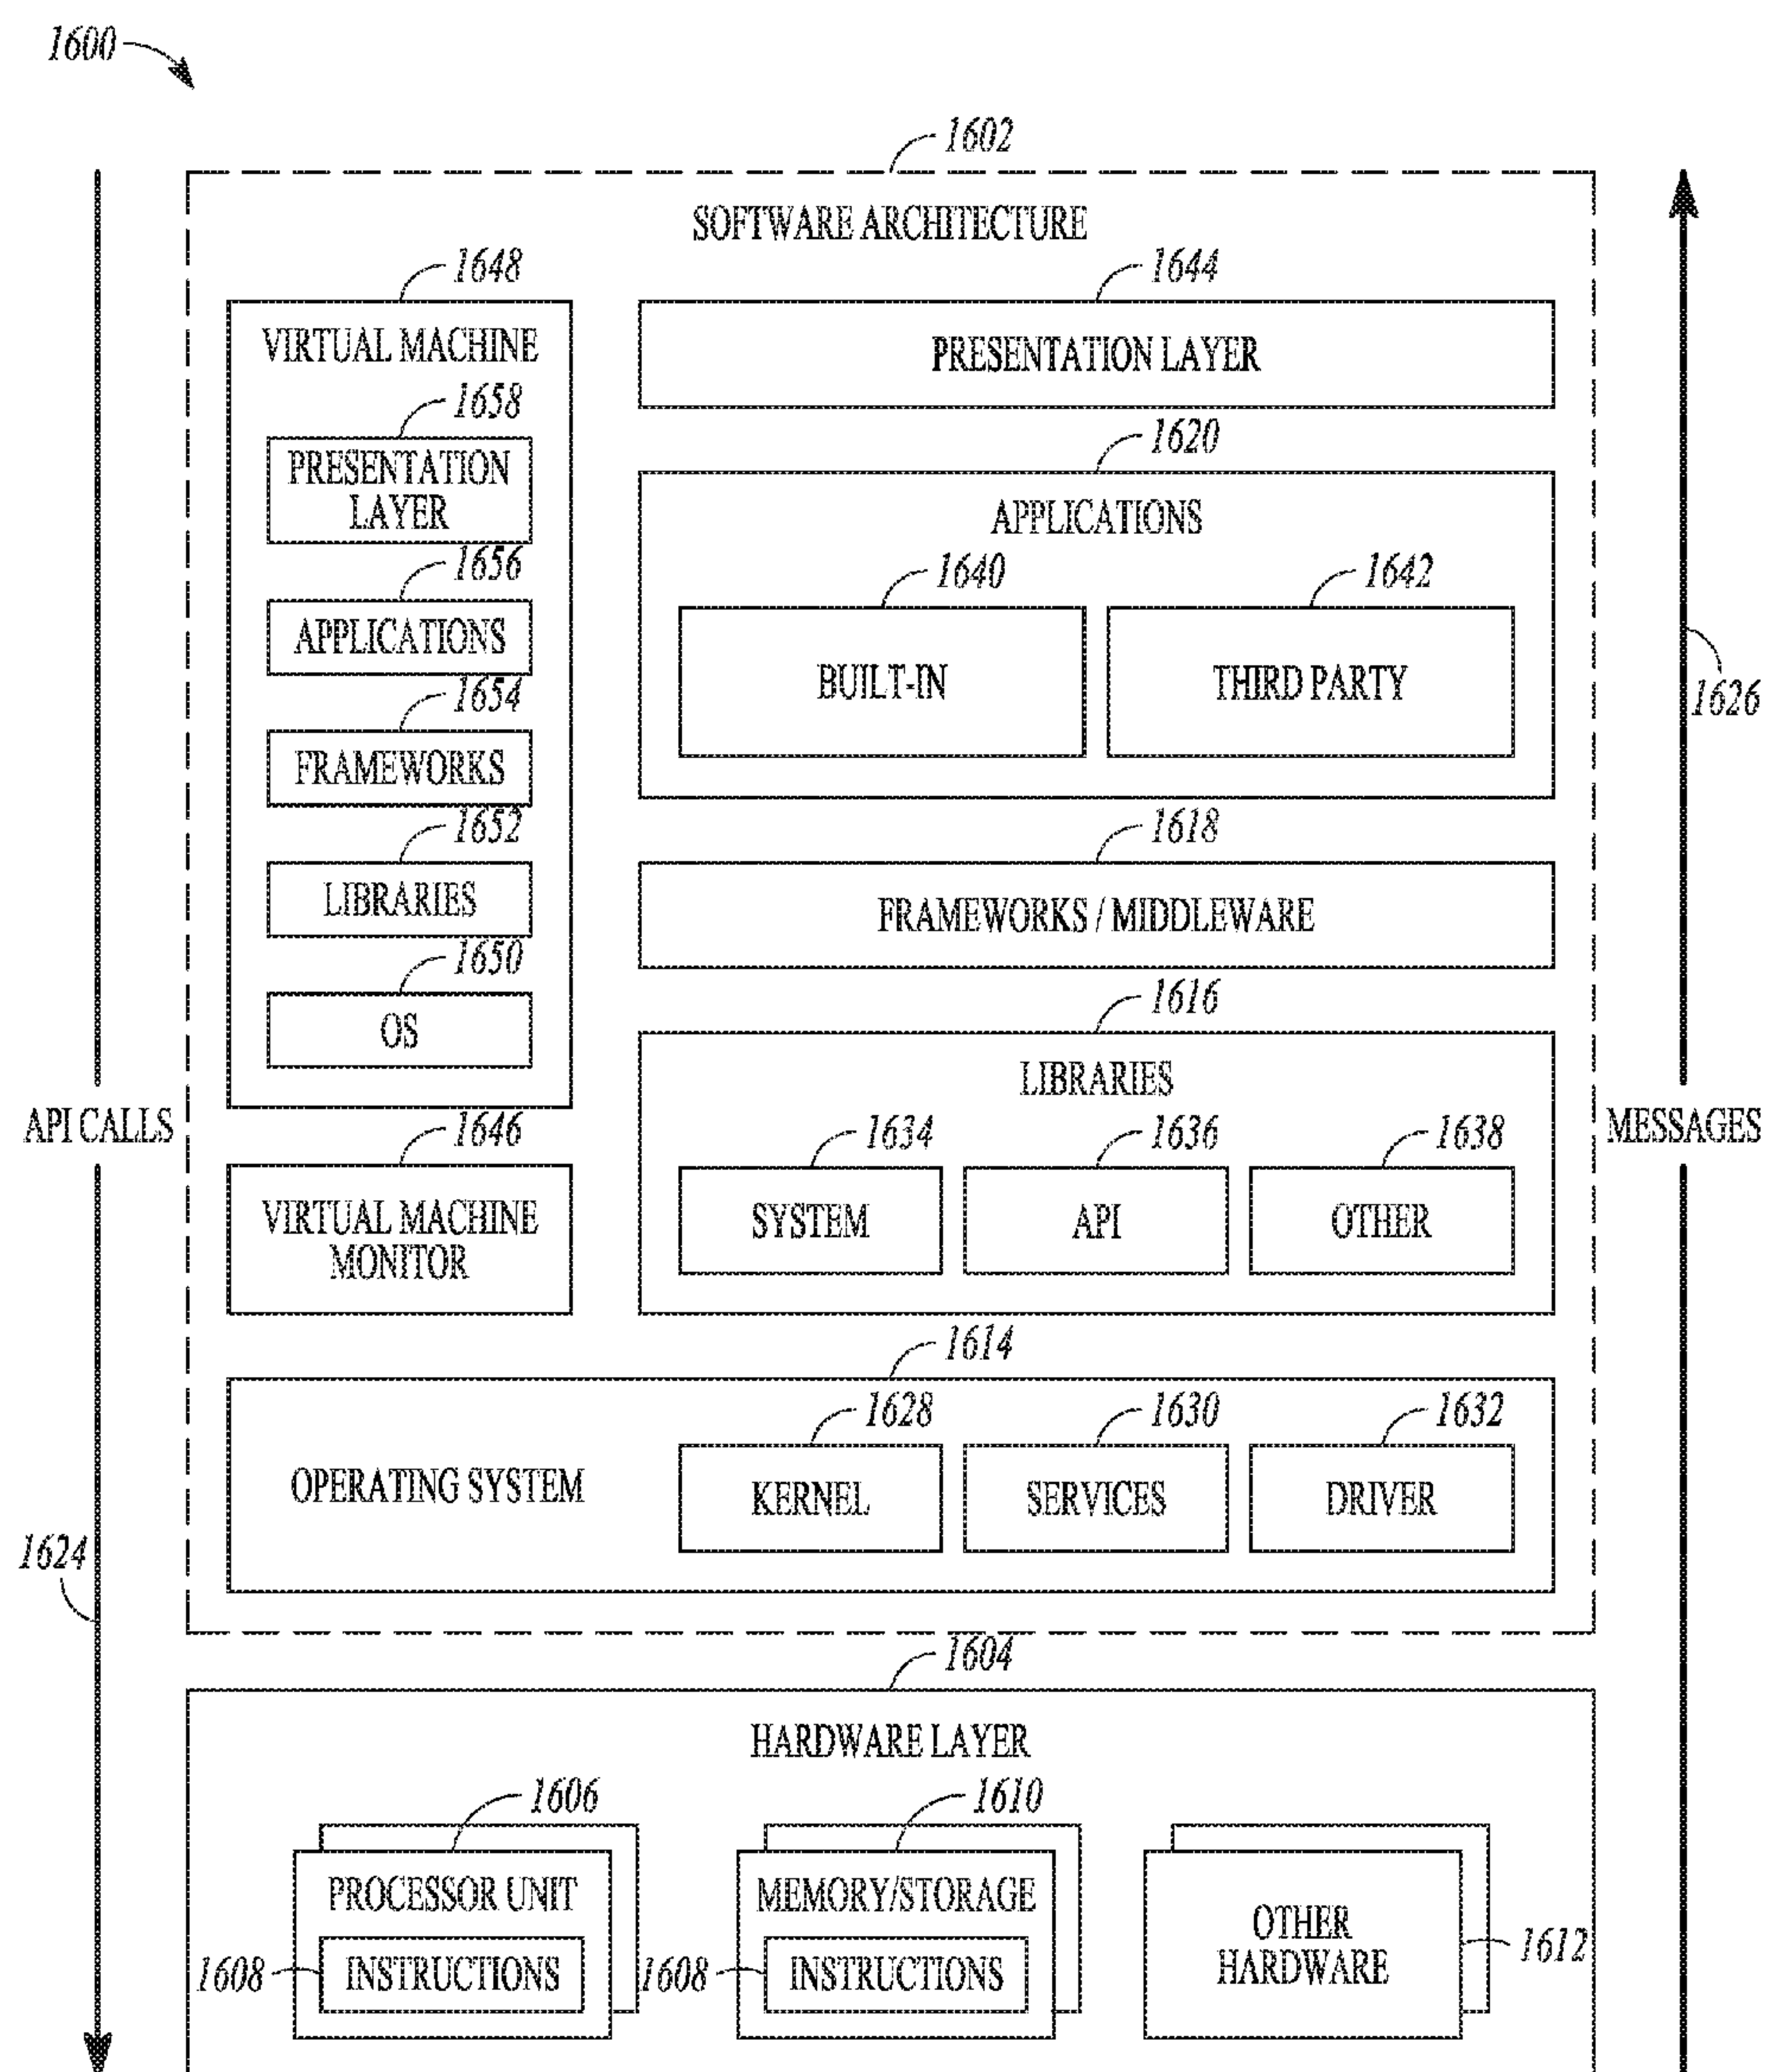 1600
1602
SOFTWARE ARCHITECTURE
1648
VIRTUAL MACHINE
1658
PRESENTATION
LAYER
1656
APPLICATIONS
1654
FRAMEWORKS
1652
LIBRARIES
1650
OS
1646
VIRTUAL MACHINE
MONITOR
1644
PRESENTATION LAYER
1620
APPLICATIONS
1640
BUILT-IN
1642
THIRD PARTY
1618
FRAMEWORKS / MIDDLEWARE
1616
LIBRARIES
1634
SYSTEM
1636
API
1638
OTHER
1614
OPERATING SYSTEM
1628
KERNEL
1630
SERVICES
1632
DRIVER
API CALLS
1624
MESSAGES
1626
1604
HARDWARE LAYER
1606
PROCESSOR UNIT
1608
INSTRUCTIONS
1610
MEMORY/STORAGE
1608
INSTRUCTIONS
OTHER
HARDWARE
1612